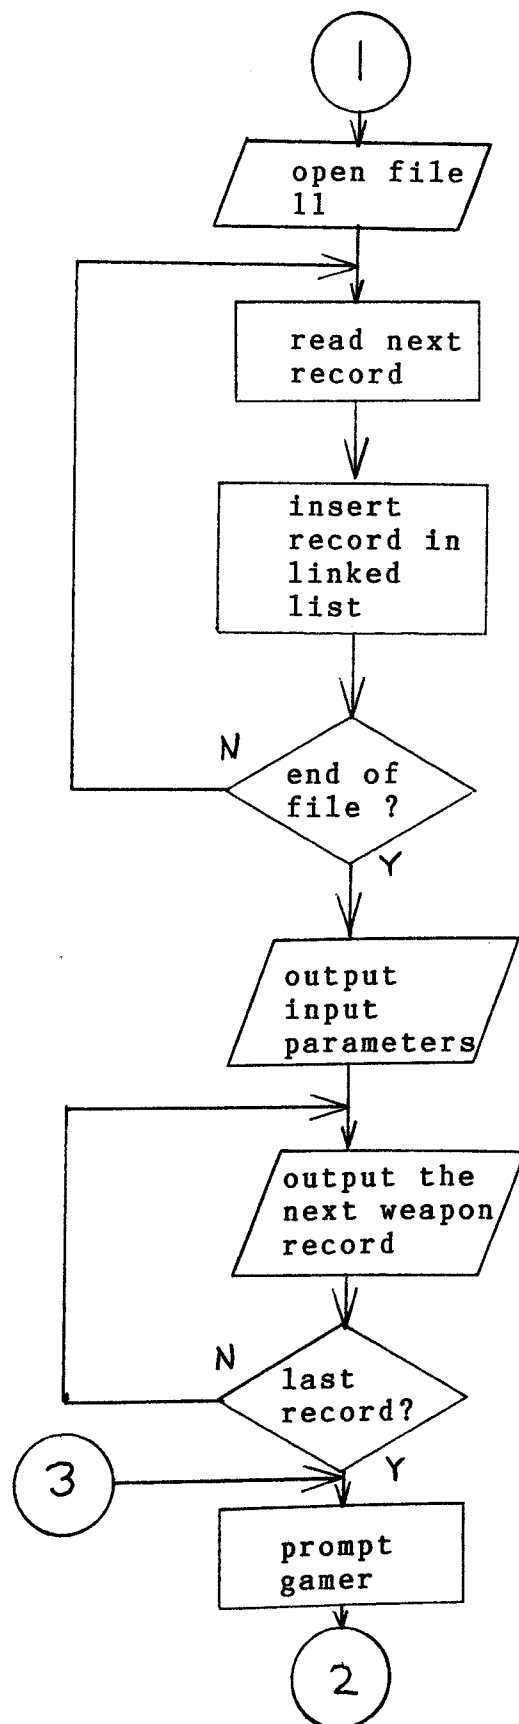 1
open file
11
read next
record
insert
record in
linked
list
N
end of
file ?
Y
output
input
parameters
output the
next weapon
record
N
last
record?
3
Y
prompt
gamer
2